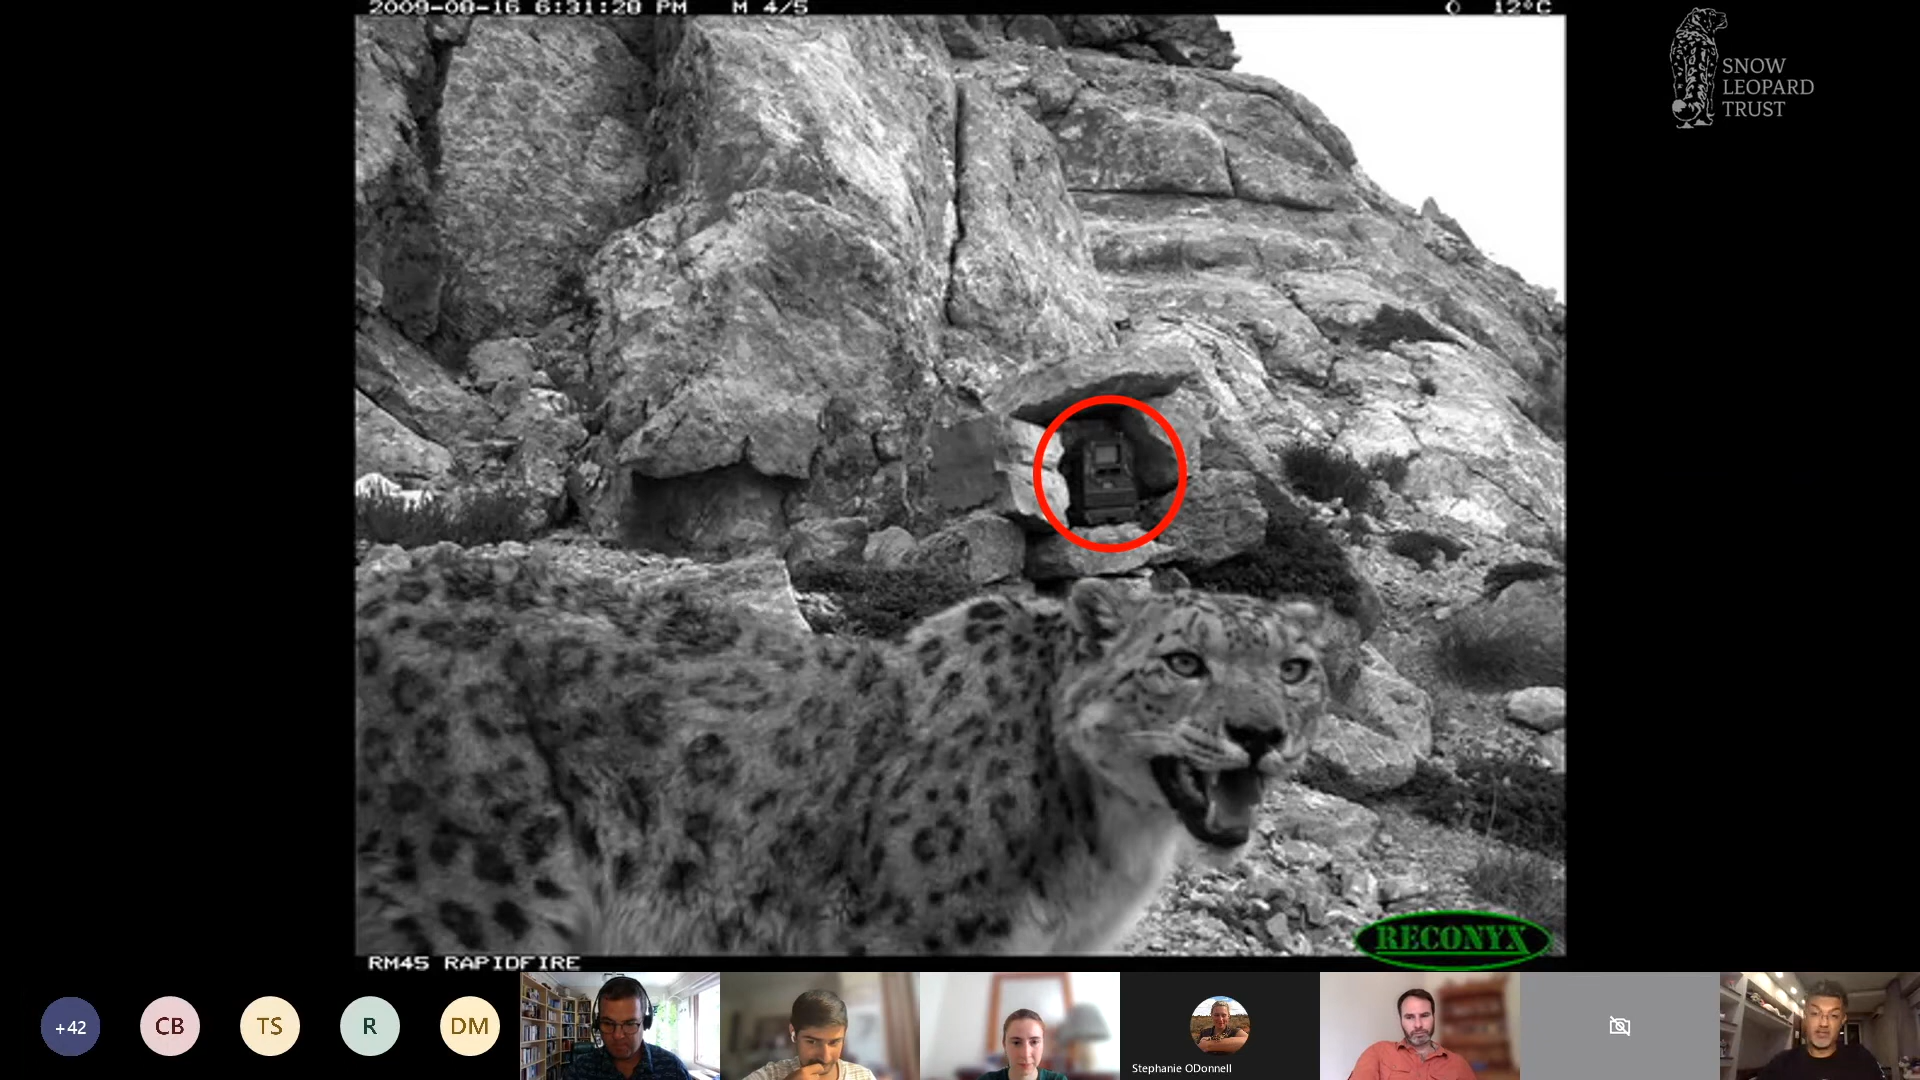 2009-08-16 6:31:20 PM M 4/5 12°C
SNOW
LEOPARD
TRUST
RECONYX
RM45 RAPIDFIRE
+42
CB
TS
R
DM
Stephanie ODonnell